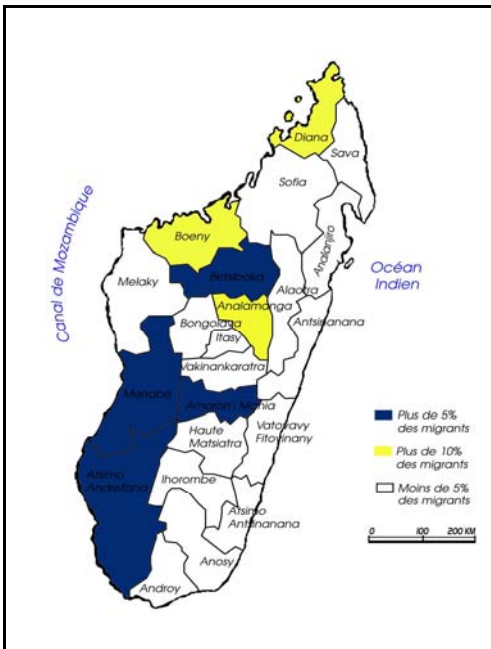 Diana
Sava
Sofia
Canal de Mozambique
Boeny
Analanjiro
Betsiboka
Océan
Indien
Melaky
Alaotra
Analamanga
Antsinanana
Bongolava
Itasy
Vakinankaratra
Menabe
Amaron i Mania
Plus de 5%
des migrants
Haute
Matsiatra
Vatovavy
Fitovinany
Plus de 10%
des migrants
Atsimo
Andrefana
Ihorombe
Moins de 5%
des migrants
Atsimo
Antsinanana
0 100 200 KM
Anosy
Androy